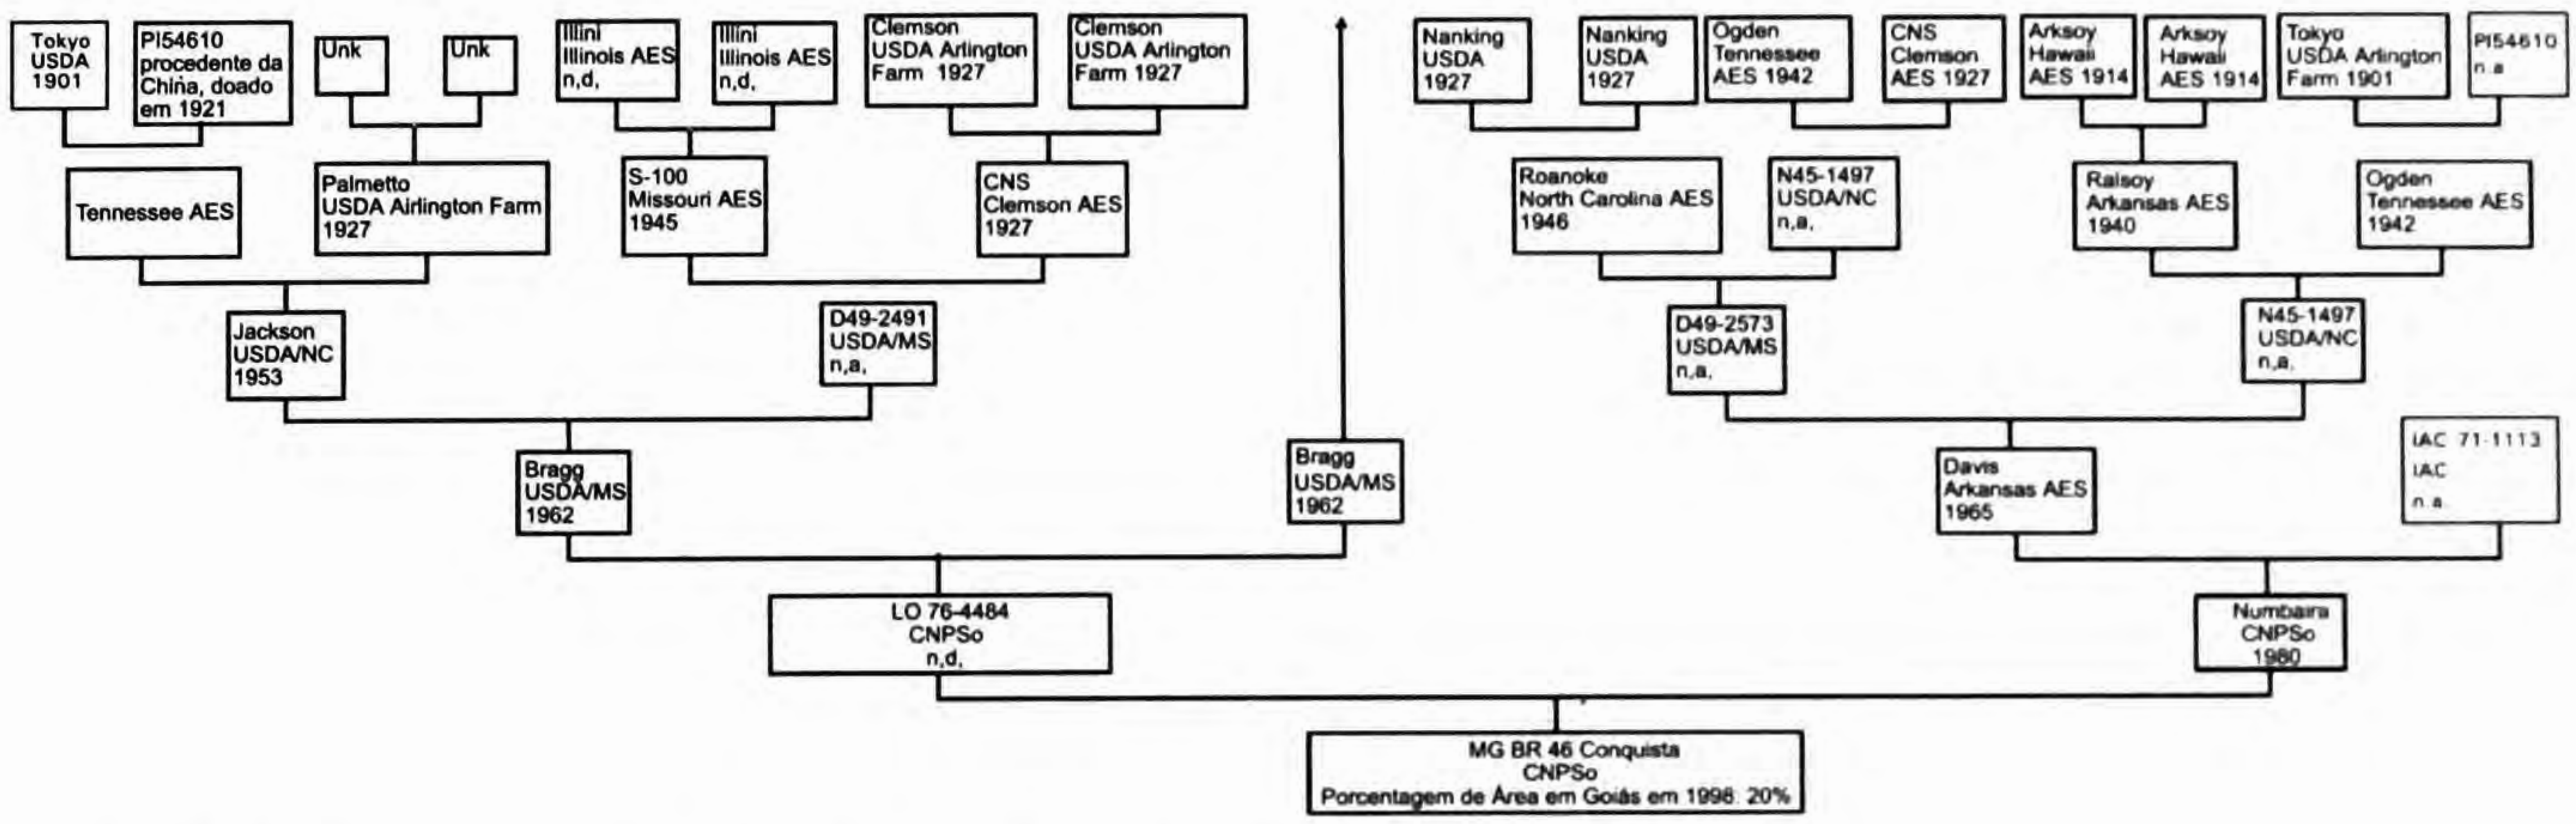 Tokyo
USDA
1901
PI54610
procedente da
China, doado
em 1921
Unk
Unk
Illini
Illinois AES
n,d,
Illini
Illinois AES
n,d,
Clemson
USDA Arlington
Farm 1927
Clemson
USDA Arlington
Farm 1927
Nanking
USDA
1927
Nanking
USDA
1927
Ogden
Tennessee
AES 1942
CNS
Clemson
AES 1927
Arksoy
Hawaii
AES 1914
Arksoy
Hawaii
AES 1914
Tokyo
USDA Arlington
Farm 1901
PI54610
n.a
Tennessee AES
Palmetto
USDA Airlington Farm
1927
S-100
Missouri AES
1945
CNS
Clemson AES
1927
Roanoke
North Carolina AES
1946
N45-1497
USDA/NC
n,a,
Ralsoy
Arkansas AES
1940
Ogden
Tennessee AES
1942
Jackson
USDA/NC
1953
D49-2491
USDA/MS
n,a,
D49-2573
USDA/MS
n,a,
N45-1497
USDA/NC
n,a,
Bragg
USDA/MS
1962
Bragg
USDA/MS
1962
Davis
Arkansas AES
1965
IAC 71-1113
IAC
n.a
LO 76-4484
CNPSo
n,d,
Numbaira
CNPSo
1980
MG BR 46 Conquista
CNPSo
Porcentagem de Área em Goiás em 1998: 20%